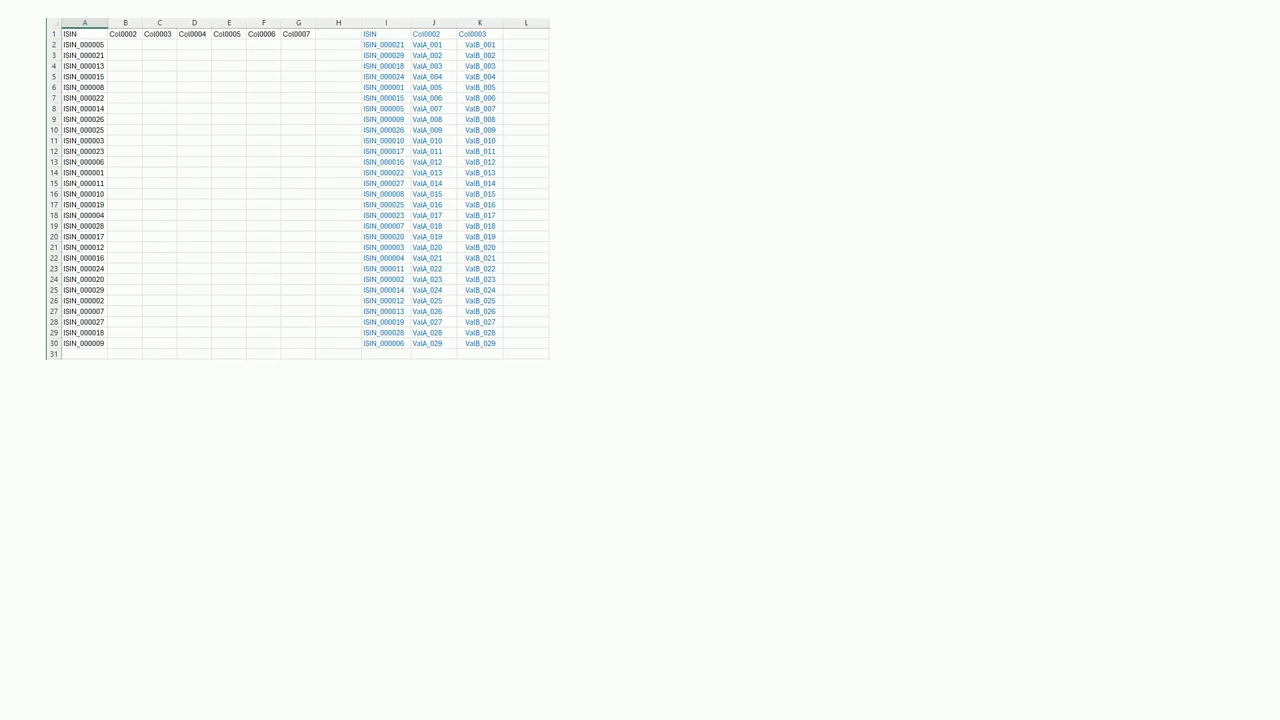 A B C D E F G H I J K L
1 ISIN Col0002 Col0003 Col0004 Col0005 Col0006 Col0007 ISIN Col0002 Col0003
2 ISIN_000005 ISIN_000021 ValA_001 ValB_001
3 ISIN_000021 ISIN_000029 ValA_002 ValB_002
4 ISIN_000013 ISIN_000018 ValA_003 ValB_003
5 ISIN_000015 ISIN_000024 ValA_004 ValB_004
6 ISIN_000008 ISIN_000001 ValA_005 ValB_005
7 ISIN_000022 ISIN_000015 ValA_006 ValB_006
8 ISIN_000014 ISIN_000005 ValA_007 ValB_007
9 ISIN_000026 ISIN_000009 ValA_008 ValB_008
10 ISIN_000025 ISIN_000026 ValA_009 ValB_009
11 ISIN_000003 ISIN_000010 ValA_010 ValB_010
12 ISIN_000023 ISIN_000017 ValA_011 ValB_011
13 ISIN_000006 ISIN_000016 ValA_012 ValB_012
14 ISIN_000001 ISIN_000022 ValA_013 ValB_013
15 ISIN_000011 ISIN_000027 ValA_014 ValB_014
16 ISIN_000010 ISIN_000008 ValA_015 ValB_015
17 ISIN_000019 ISIN_000025 ValA_016 ValB_016
18 ISIN_000004 ISIN_000023 ValA_017 ValB_017
19 ISIN_000028 ISIN_000007 ValA_018 ValB_018
20 ISIN_000017 ISIN_000020 ValA_019 ValB_019
21 ISIN_000012 ISIN_000003 ValA_020 ValB_020
22 ISIN_000016 ISIN_000004 ValA_021 ValB_021
23 ISIN_000024 ISIN_000011 ValA_022 ValB_022
24 ISIN_000020 ISIN_000002 ValA_023 ValB_023
25 ISIN_000029 ISIN_000014 ValA_024 ValB_024
26 ISIN_000002 ISIN_000012 ValA_025 ValB_025
27 ISIN_000007 ISIN_000013 ValA_026 ValB_026
28 ISIN_000027 ISIN_000019 ValA_027 ValB_027
29 ISIN_000018 ISIN_000028 ValA_028 ValB_028
30 ISIN_000009 ISIN_000006 ValA_029 ValB_029
31